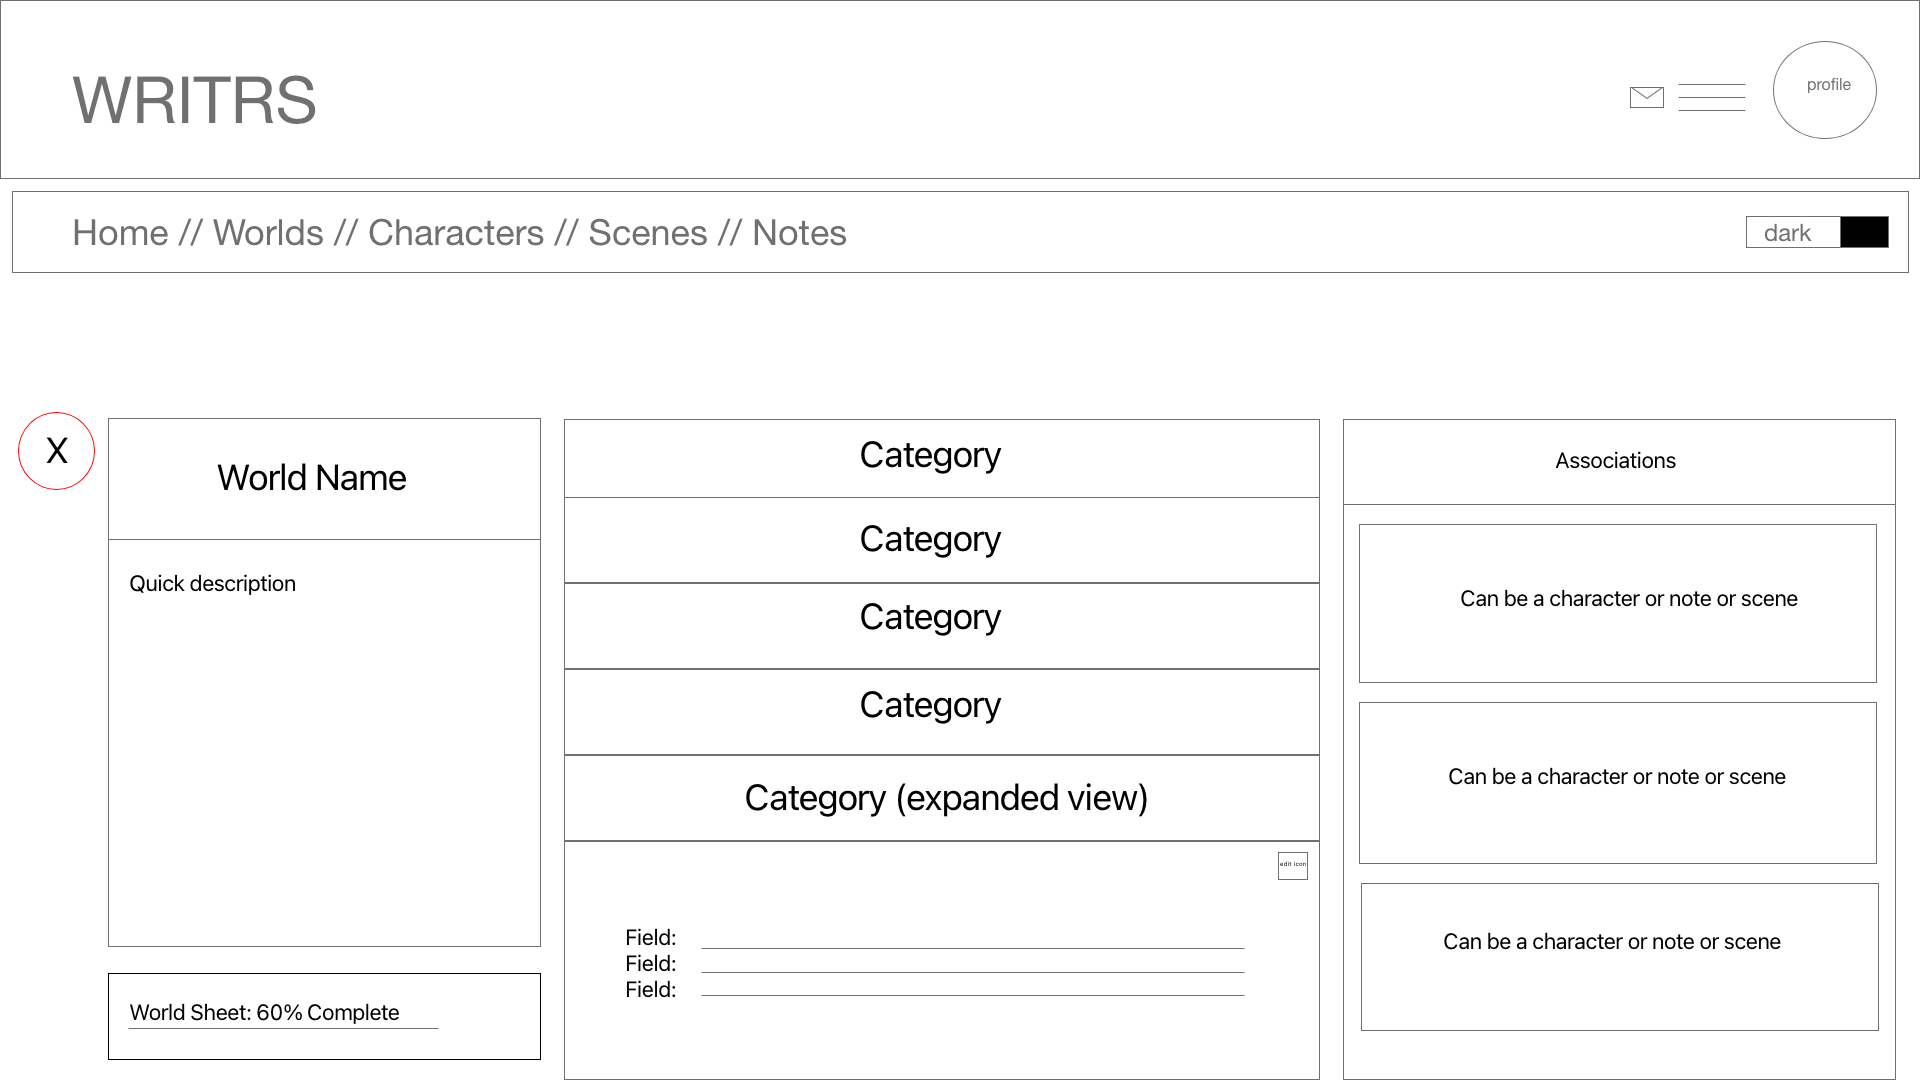 WRITRS
profile
Home // Worlds // Characters // Scenes // Notes
dark
X
World Name
Quick description
World Sheet: 60% Complete
Category
Category
Category
Category
Category (expanded view)
edit icon
Field:
Field:
Field:
Associations
Can be a character or note or scene
Can be a character or note or scene
Can be a character or note or scene